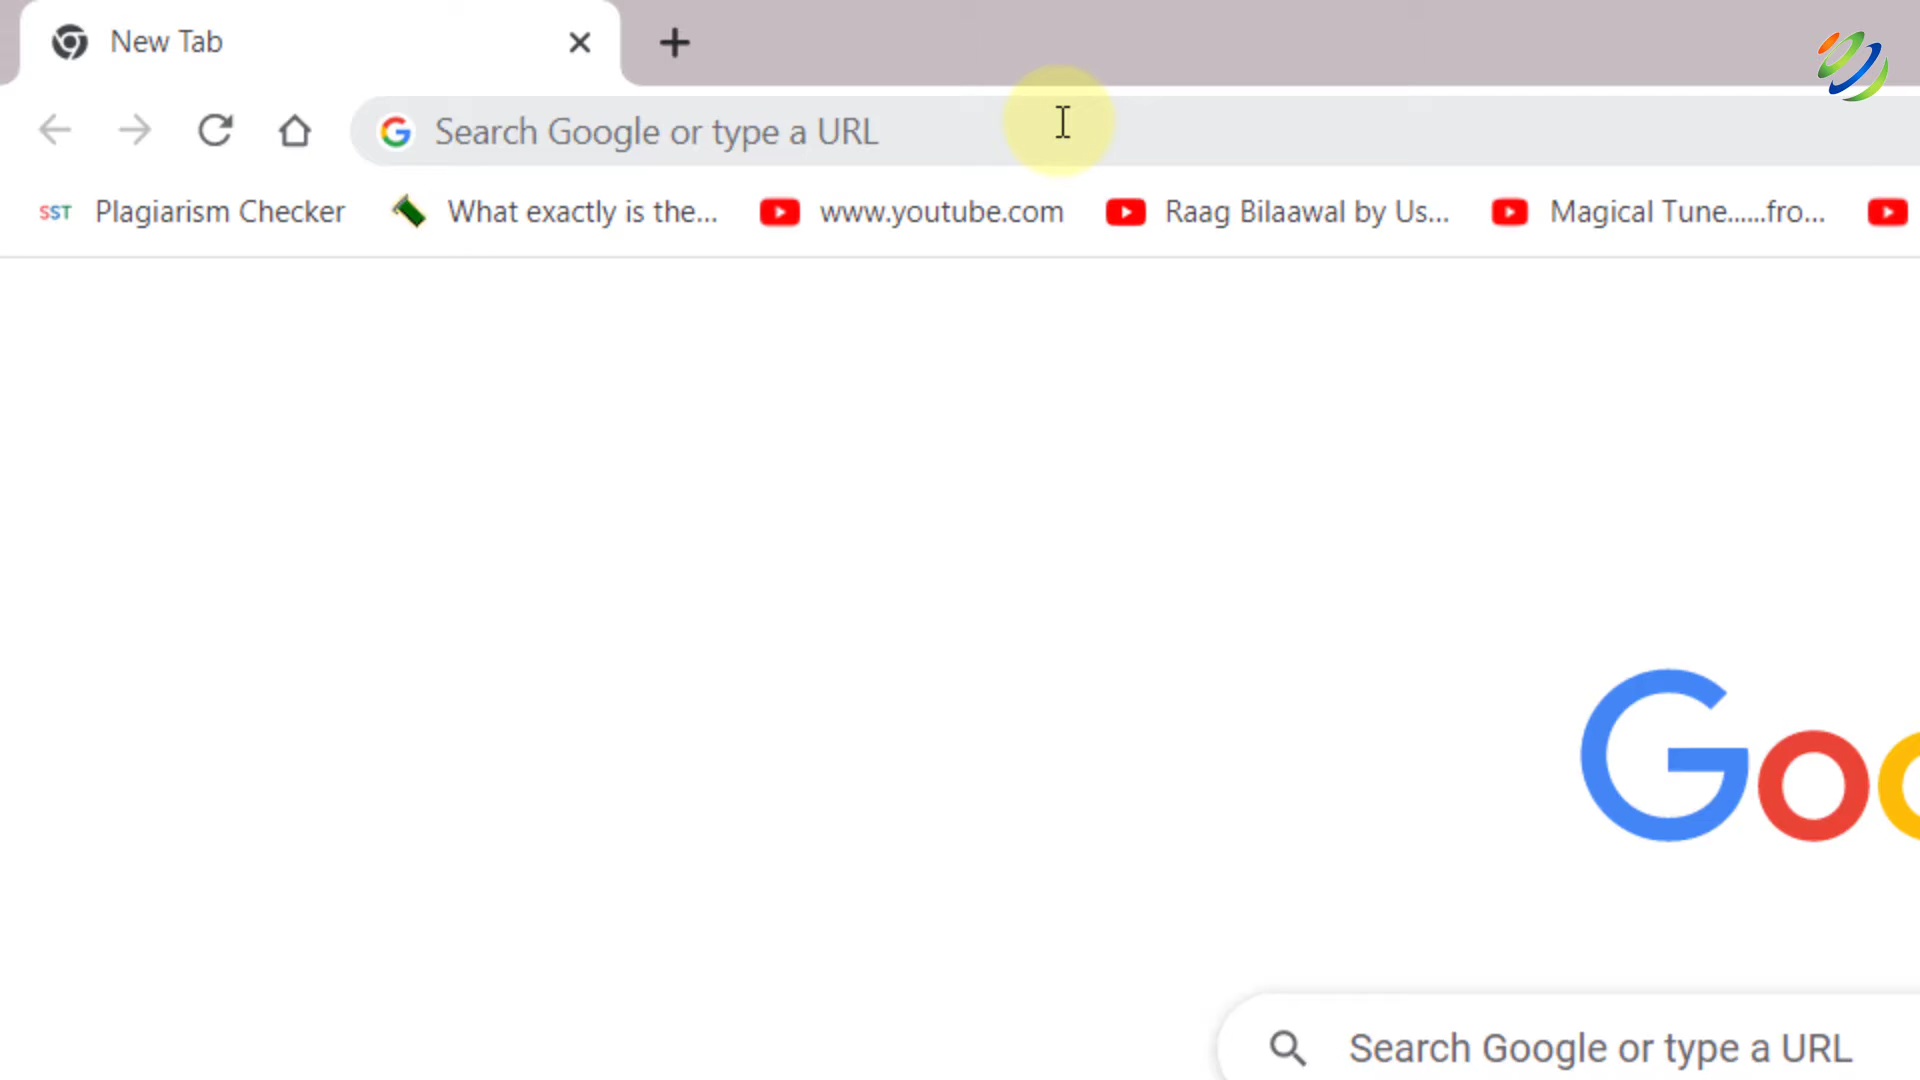 New Tab
Search Google or type a URL
SST Plagiarism Checker What exactly is the... www.youtube.com Raag Bilaawal by Us... Magical Tune......fro...
Goo
Search Google or type a URL